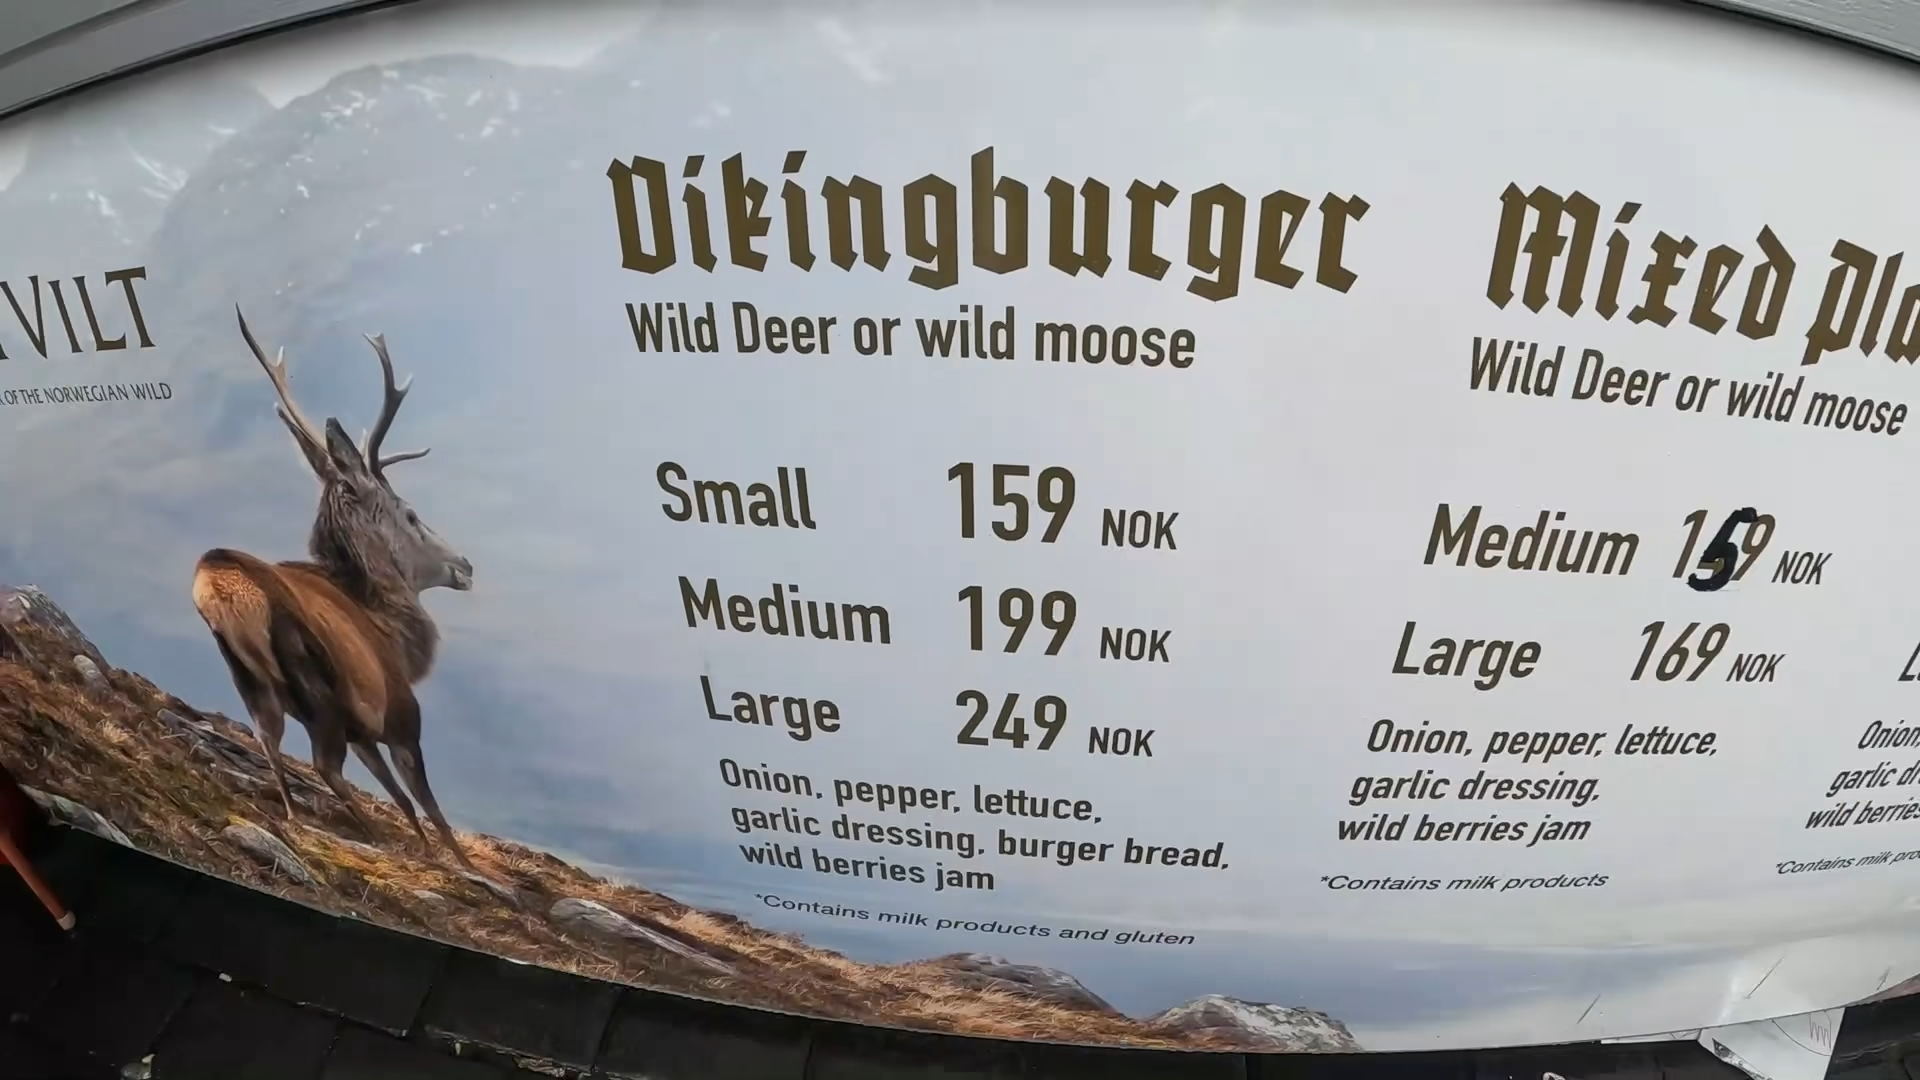 VILT
OF THE NORWEGIAN WILD
Vikingburger
Wild Deer or wild moose
Small 159 NOK
Medium 199 NOK
Large 249 NOK
Onion, pepper, lettuce,
garlic dressing, burger bread,
wild berries jam
*Contains milk products and gluten
Mixed
Wild Deer or wild moose
Medium 159 NOK
Large 169 NOK
Onion, pepper, lettuce,
garlic dressing,
wild berries jam
*Contains milk products
Onion,
garlic
wild berries
*Contains milk